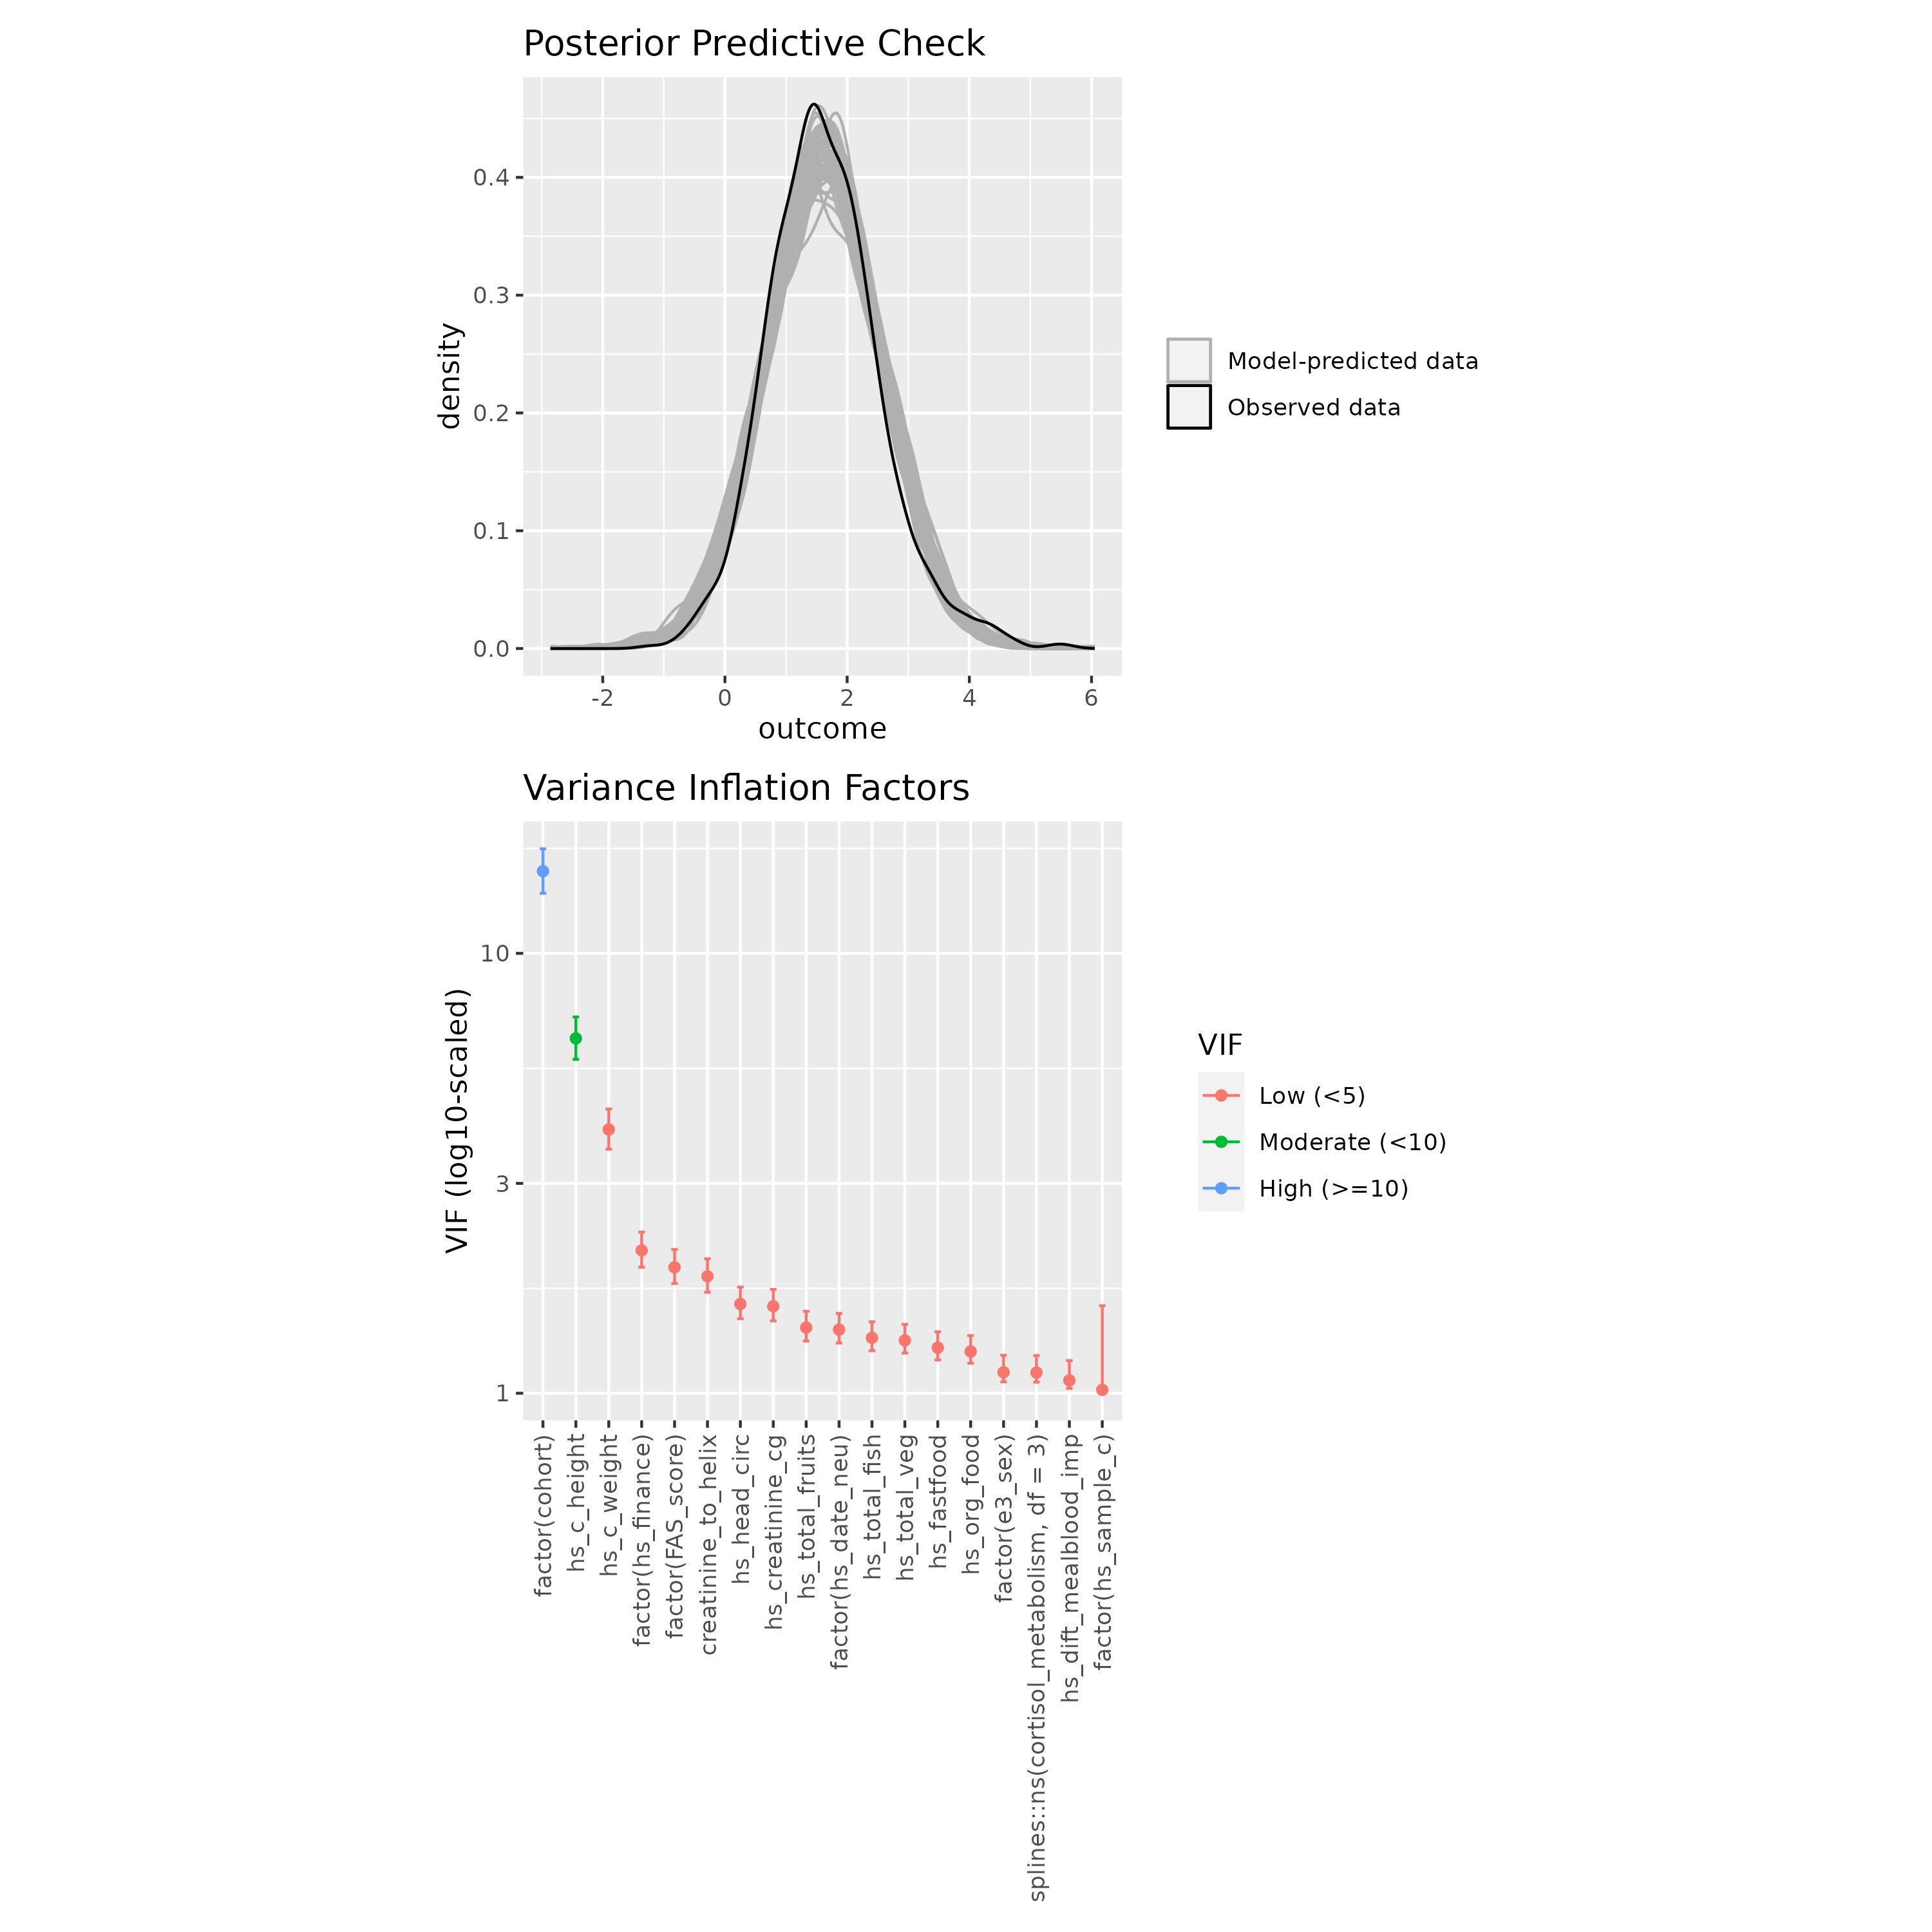 Posterior Predictive Check
density
0.4
0.3
0.2
0.1
0.0
-2 0 2 4 6
outcome
Model-predicted data
Observed data
Variance Inflation Factors
VIF (log10-scaled)
10
3
1
factor(cohort)
hs_c_height
hs_c_weight
factor(hs_finance)
factor(FAS_score)
creatinine_to_helix
hs_head_circ
hs_creatinine_cg
hs_total_fruits
factor(hs_date_neu)
hs_total_fish
hs_total_veg
hs_fastfood
hs_org_food
factor(e3_sex)
splines::ns(cortisol_metabolism, df = 3)
hs_dift_mealblood_imp
factor(hs_sample_c)
VIF
Low (<5)
Moderate (<10)
High (>=10)